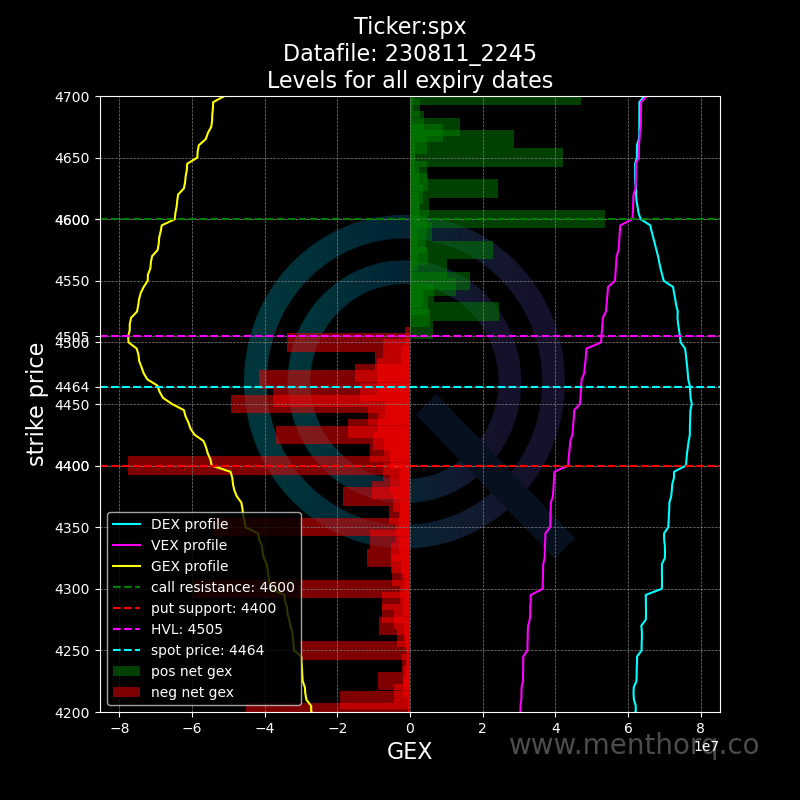 Ticker:spx
Datafile: 230811_2245
Levels for all expiry dates
4700
4650
4600
4550
4505
4500
4464
4450
4400
4350
4300
4250
4200
strike price
DEX profile
VEX profile
GEX profile
call resistance: 4600
put support: 4400
HVL: 4505
spot price: 4464
pos net gex
neg net gex
−8 −6 −4 −2 0 2 4 6 8
1e7
GEX
www.menthorq.co